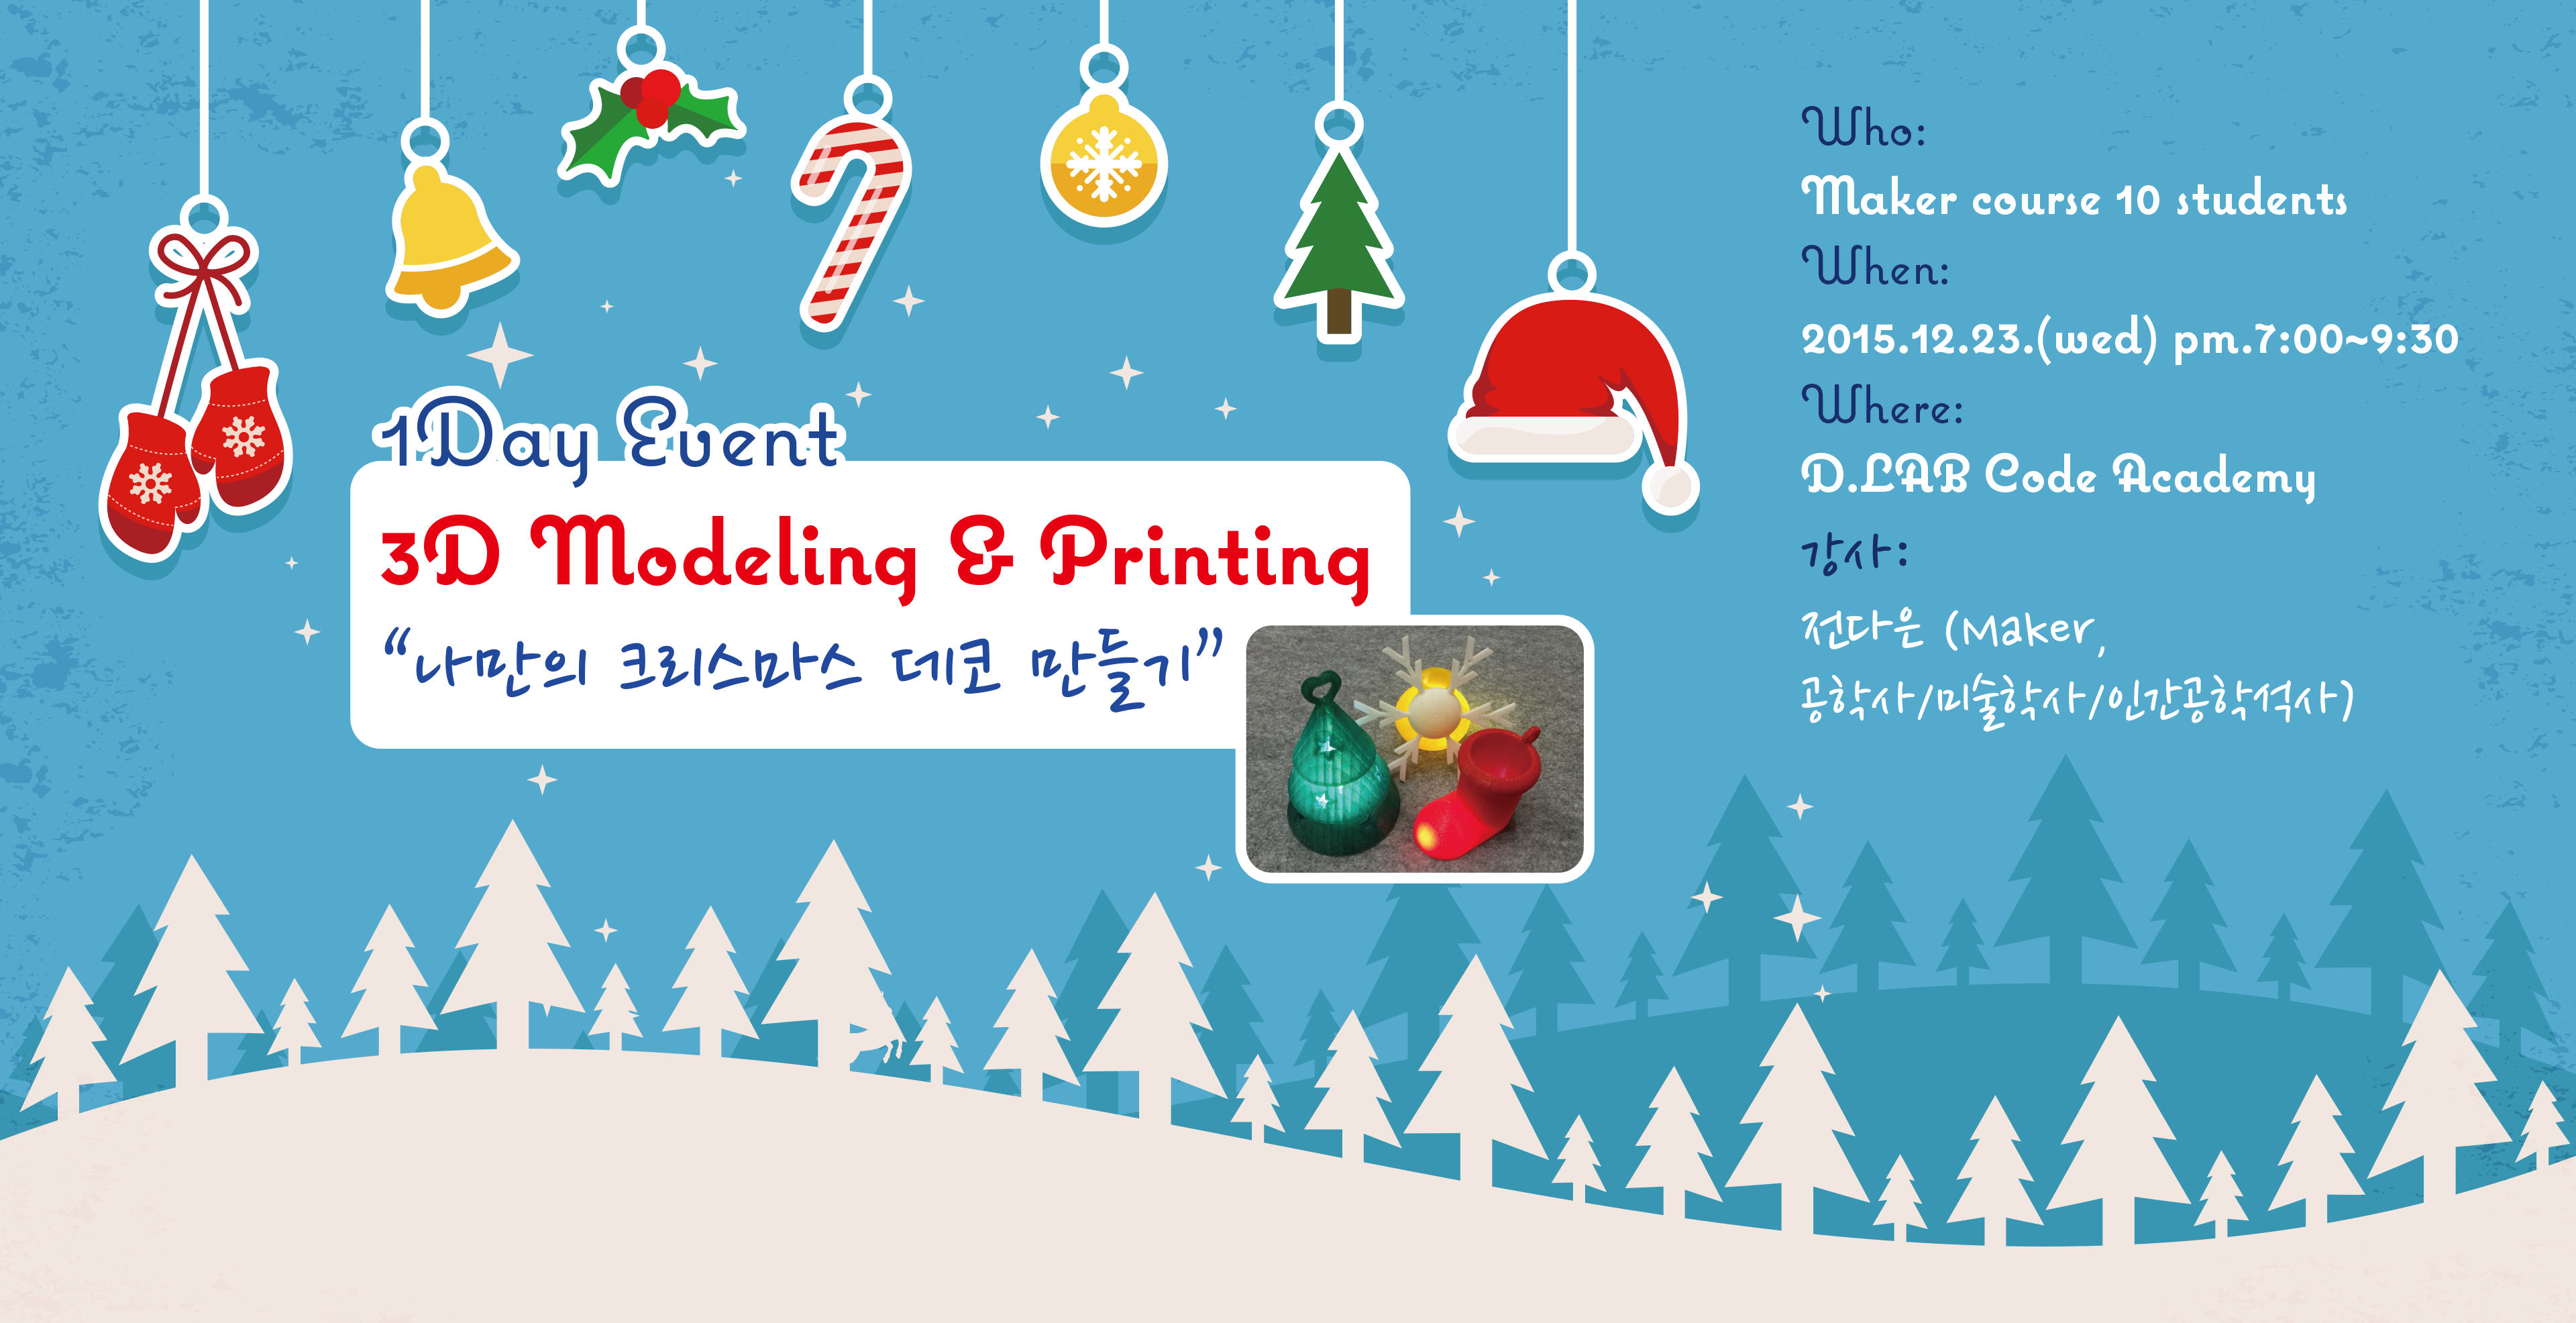 1Day Event
3D Modeling & Printing
“나만의 크리스마스 데코 만들기”
Who:
Maker course 10 students
When:
2015.12.23.(wed) pm.7:00~9:30
Where:
D.LAB Code Academy
강사:
전다은 (Maker,
공학사/미술학사/인간공학석사)